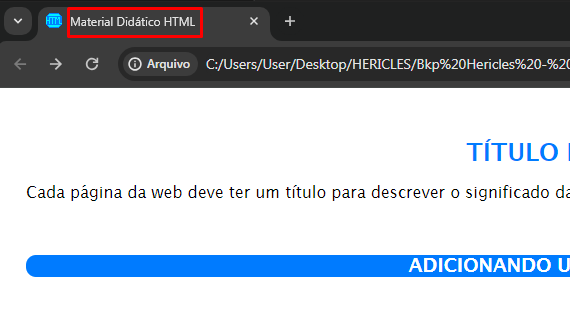 Material Didático HTML
Arquivo C:/Users/User/Desktop/HERICLES/Bkp%20Hericles%20-%20
TÍTULO
Cada página da web deve ter um título para descrever o significado da
ADICIONANDO U